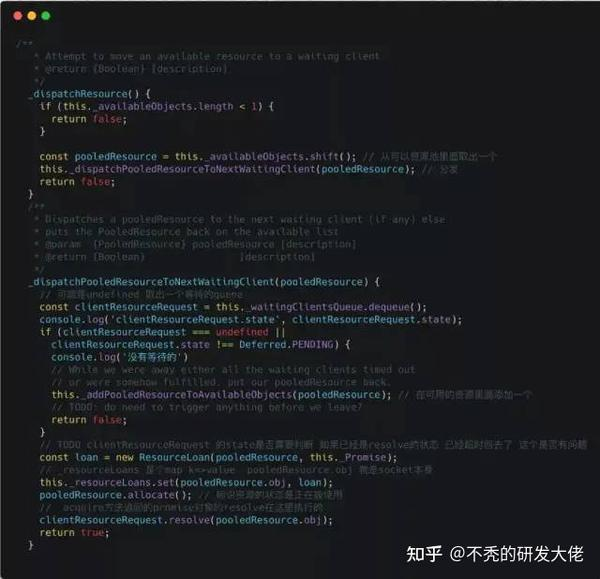 /**
* Attempt to move an available resource to a waiting client
* @return {Boolean} [description]
*/
_dispatchResource() {
if (this._availableObjects.length < 1) {
return false;
}
const pooledResource = this._availableObjects.shift(); // 从可以资源池里面取出一个
this._dispatchPooledResourceToNextWaitingClient(pooledResource); // 分发
return false;
}
/**
* Dispatches a pooledResource to the next waiting client (if any) else
* puts the PooledResource back on the available list
* @param {PooledResource} pooledResource [description]
* @return {Boolean} [description]
*/
_dispatchPooledResourceToNextWaitingClient(pooledResource) {
// 可能是undefined 取出一个等待的quene
const clientResourceRequest = this._waitingClientsQueue.dequeue();
console.log('clientResourceRequest.state', clientResourceRequest.state);
if (clientResourceRequest === undefined ||
clientResourceRequest.state !== Deferred.PENDING) {
console.log('没有等待的')
// While we were away either all the waiting clients timed out
// or were somehow fulfilled. put our pooledResource back.
this._addPooledResourceToAvailableObjects(pooledResource); // 在可用的资源里面添加一个
// TODO: do need to trigger anything before we leave?
return false;
}
// TODO clientResourceRequest 的state是否需要判断 如果已经是resolve的状态 已经超时回去了 这个是否有问题
const loan = new ResourceLoan(pooledResource, this._Promise);
// _resourceLoans 是个map k=>value pooledResource.obj 就是socket本身
this._resourceLoans.set(pooledResource.obj, loan);
pooledResource.allocate(); // 标识资源的状态是正在被使用
// _acquire方法返回的promise对象的resolve在这里执行的
clientResourceRequest.resolve(pooledResource.obj);
return true;
}
知乎 @不秃的研发大佬